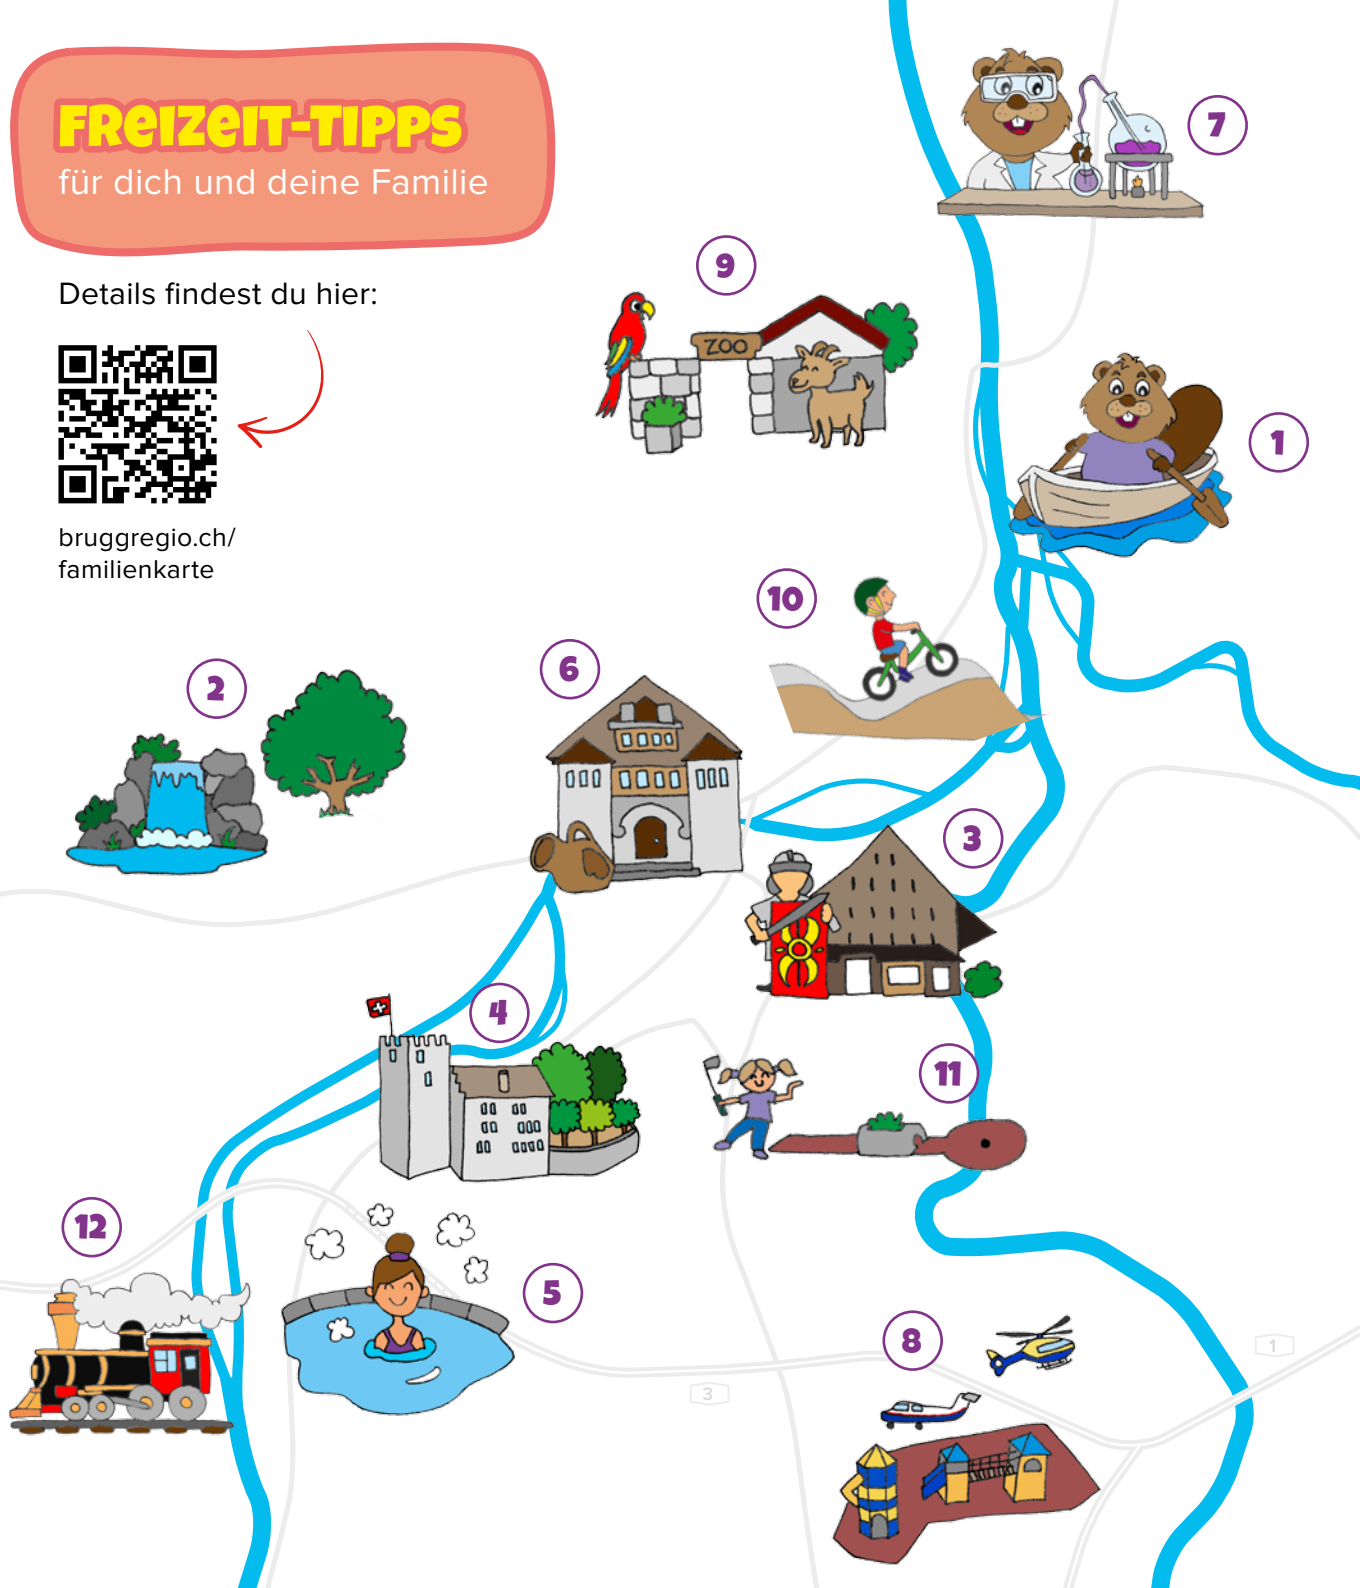 FREIZEIT-TIPPS
für dich und deine Familie
Details findest du hier:
bruggregio.ch/
familienkarte
7
9
ZOO
1
10
6
2
3
4
11
12
5
8
1
3